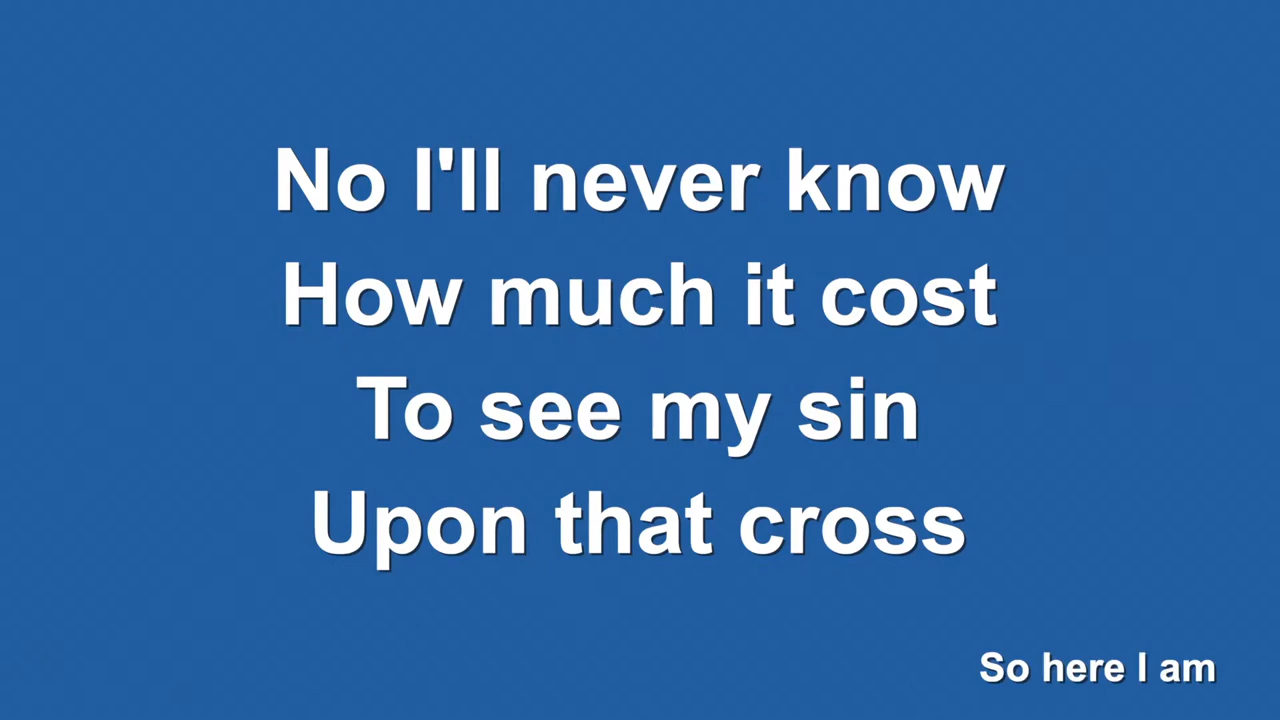 No I'll never know
How much it cost
To see my sin
Upon that cross
So here I am